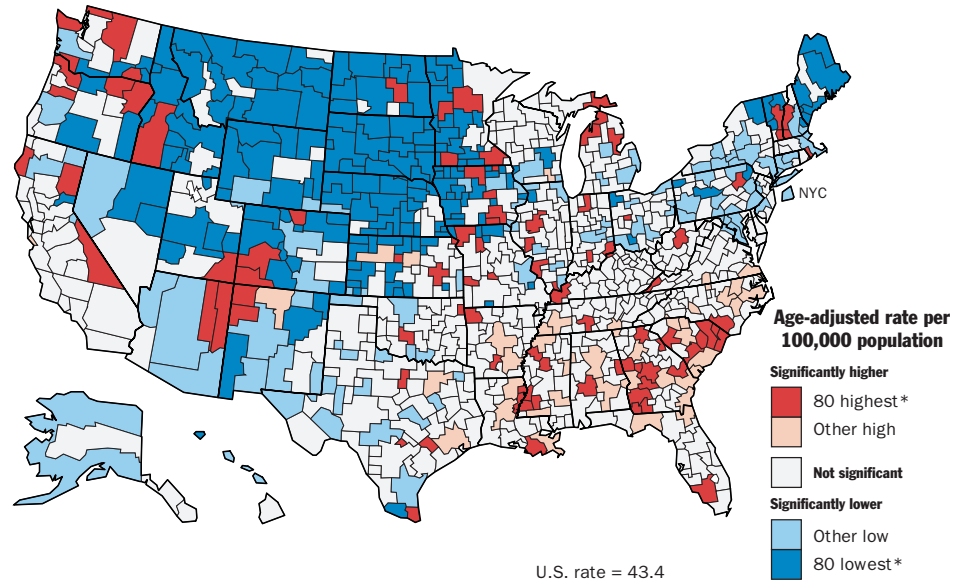 NYC
Age-adjusted rate per
100,000 population
Significantly higher
80 highest*
Other high
Not significant
Significantly lower
Other low
80 lowest*
U.S. rate = 43.4